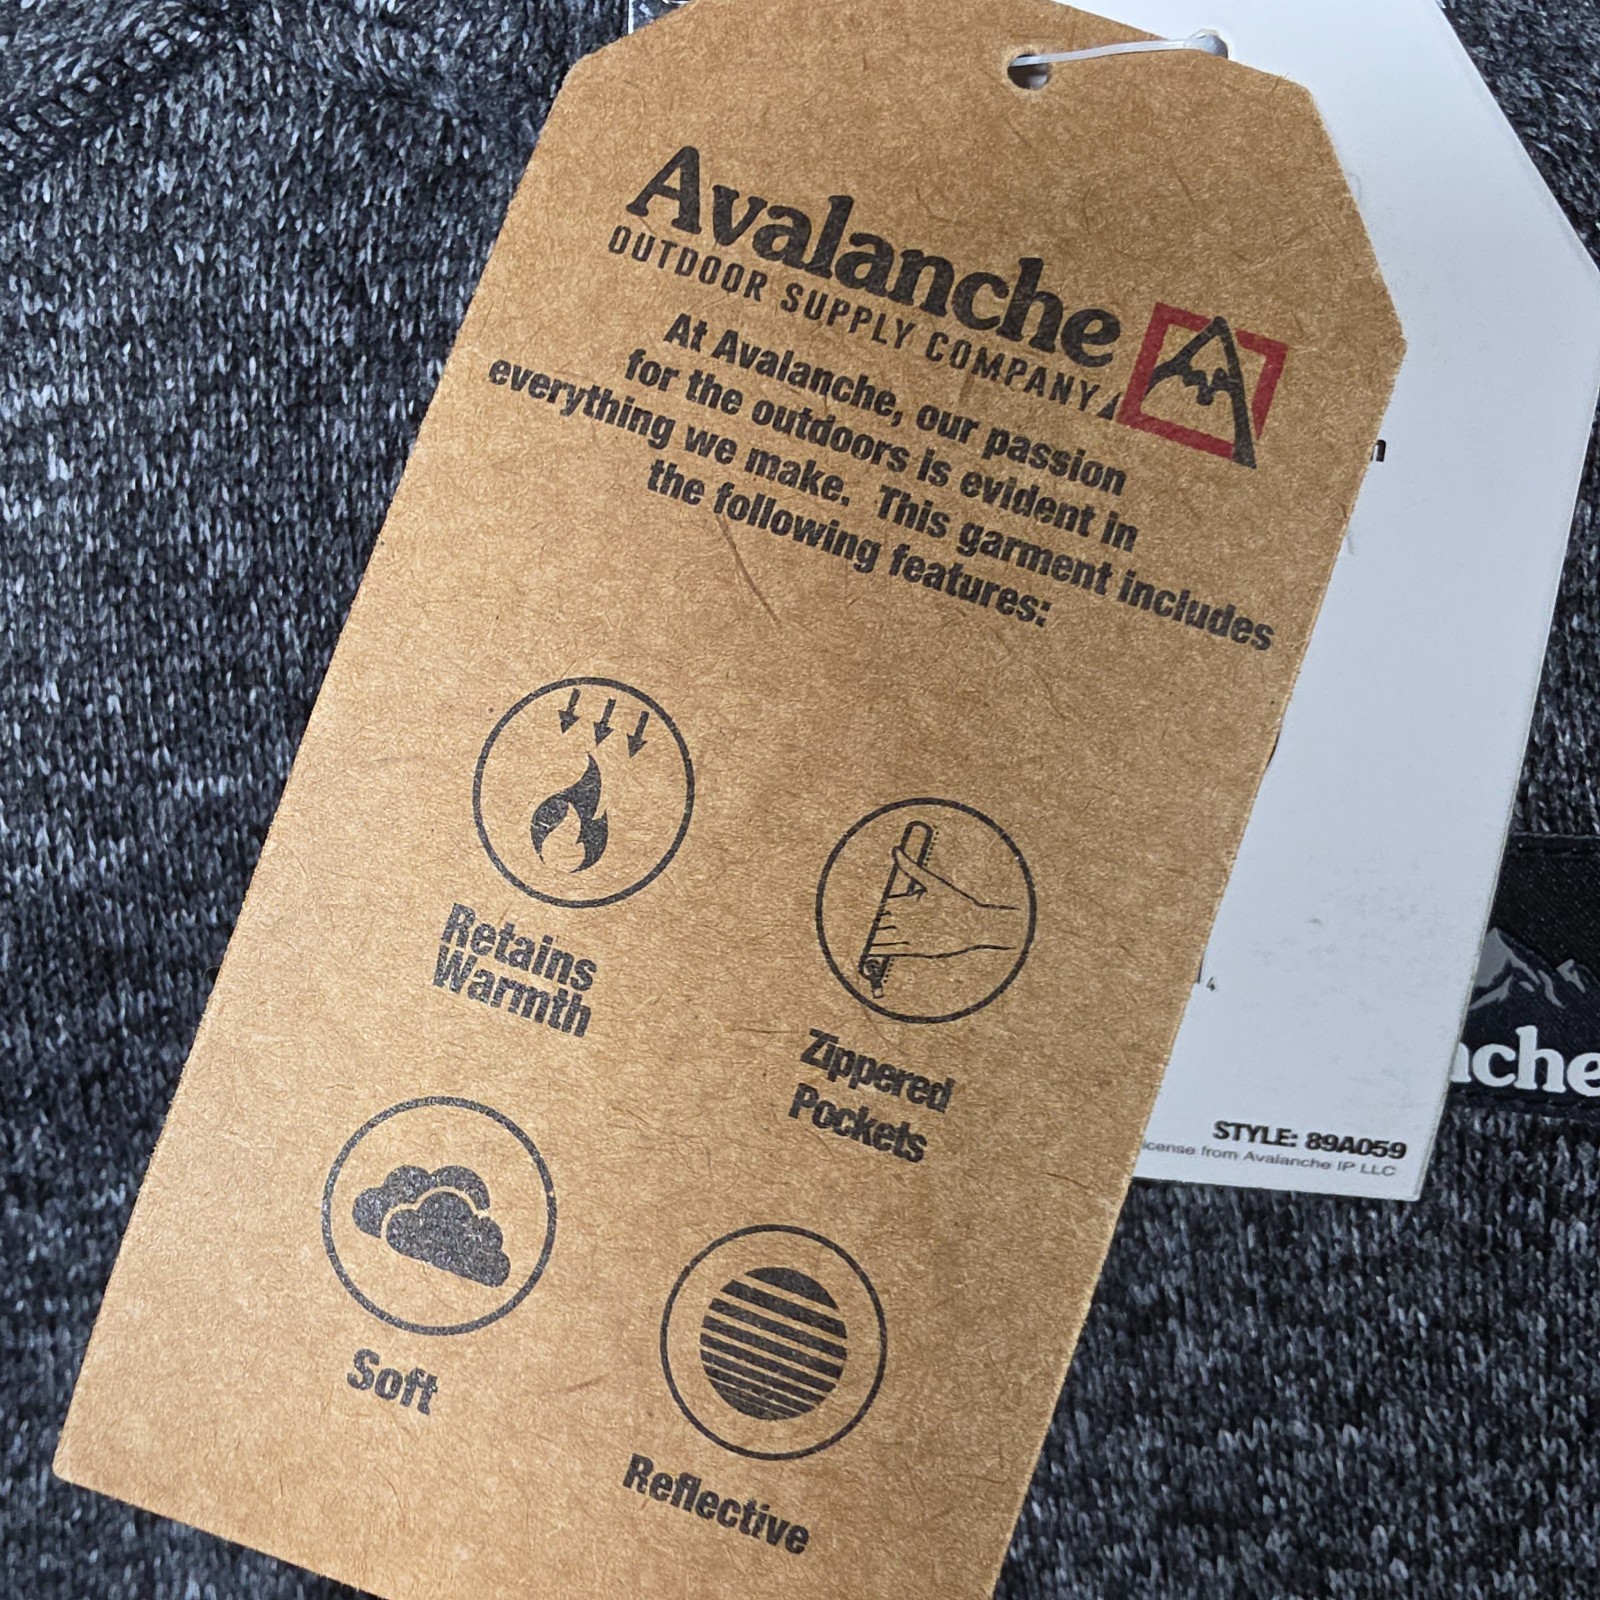 Avalanche
OUTDOOR SUPPLY COMPANY
At Avalanche, our passion
for the outdoors is evident in
everything we make. This garment includes
the following features:
Retains
Warmth
Zippered
Pockets
Soft
Reflective
4
STYLE: 89A059
from Avalanche IP LLC
nche